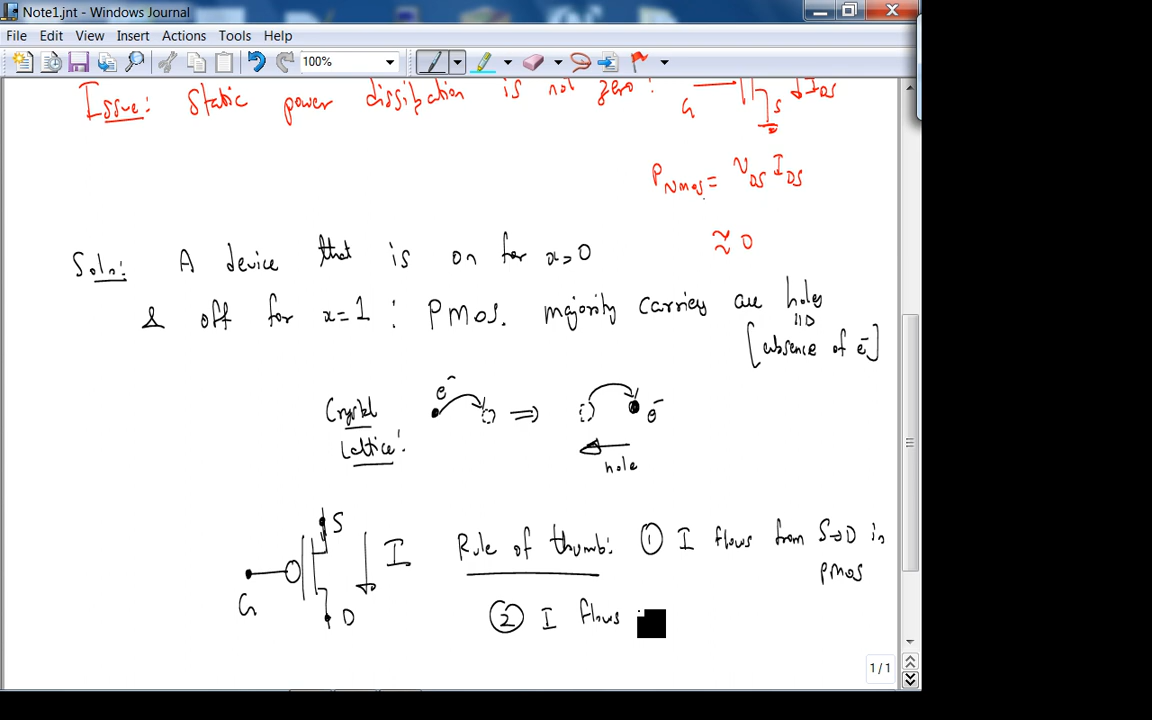 Note1.jnt - Windows Journal
File Edit View Insert Actions Tools Help
100%
Issue: Static power dissipation is not zero!
G S IDS
PNMOS = VDS IDS
≈ 0
Soln: A device that is on for x=0
& off for x=1 : PMOS. majority carriers are holes
[absence of e-]
Crystal Lattice:
e- ⇒ e-
hole
S
G
D
I
Rule of thumb: ① I flows from S→D in
pmos
② I flows
1 / 1